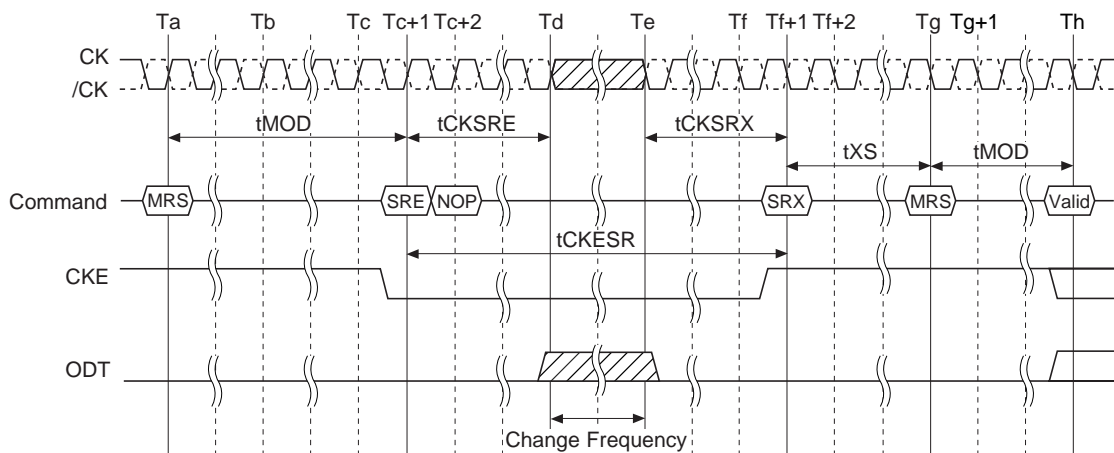 Ta Tb Tc Tc+1 Tc+2 Td Te Tf Tf+1 Tf+2 Tg Tg+1 Th
CK
/CK
tMOD tCKSRE tCKSRX
tXS tMOD
Command MRS SRE NOP SRX MRS Valid
tCKESR
CKE
ODT
Change Frequency